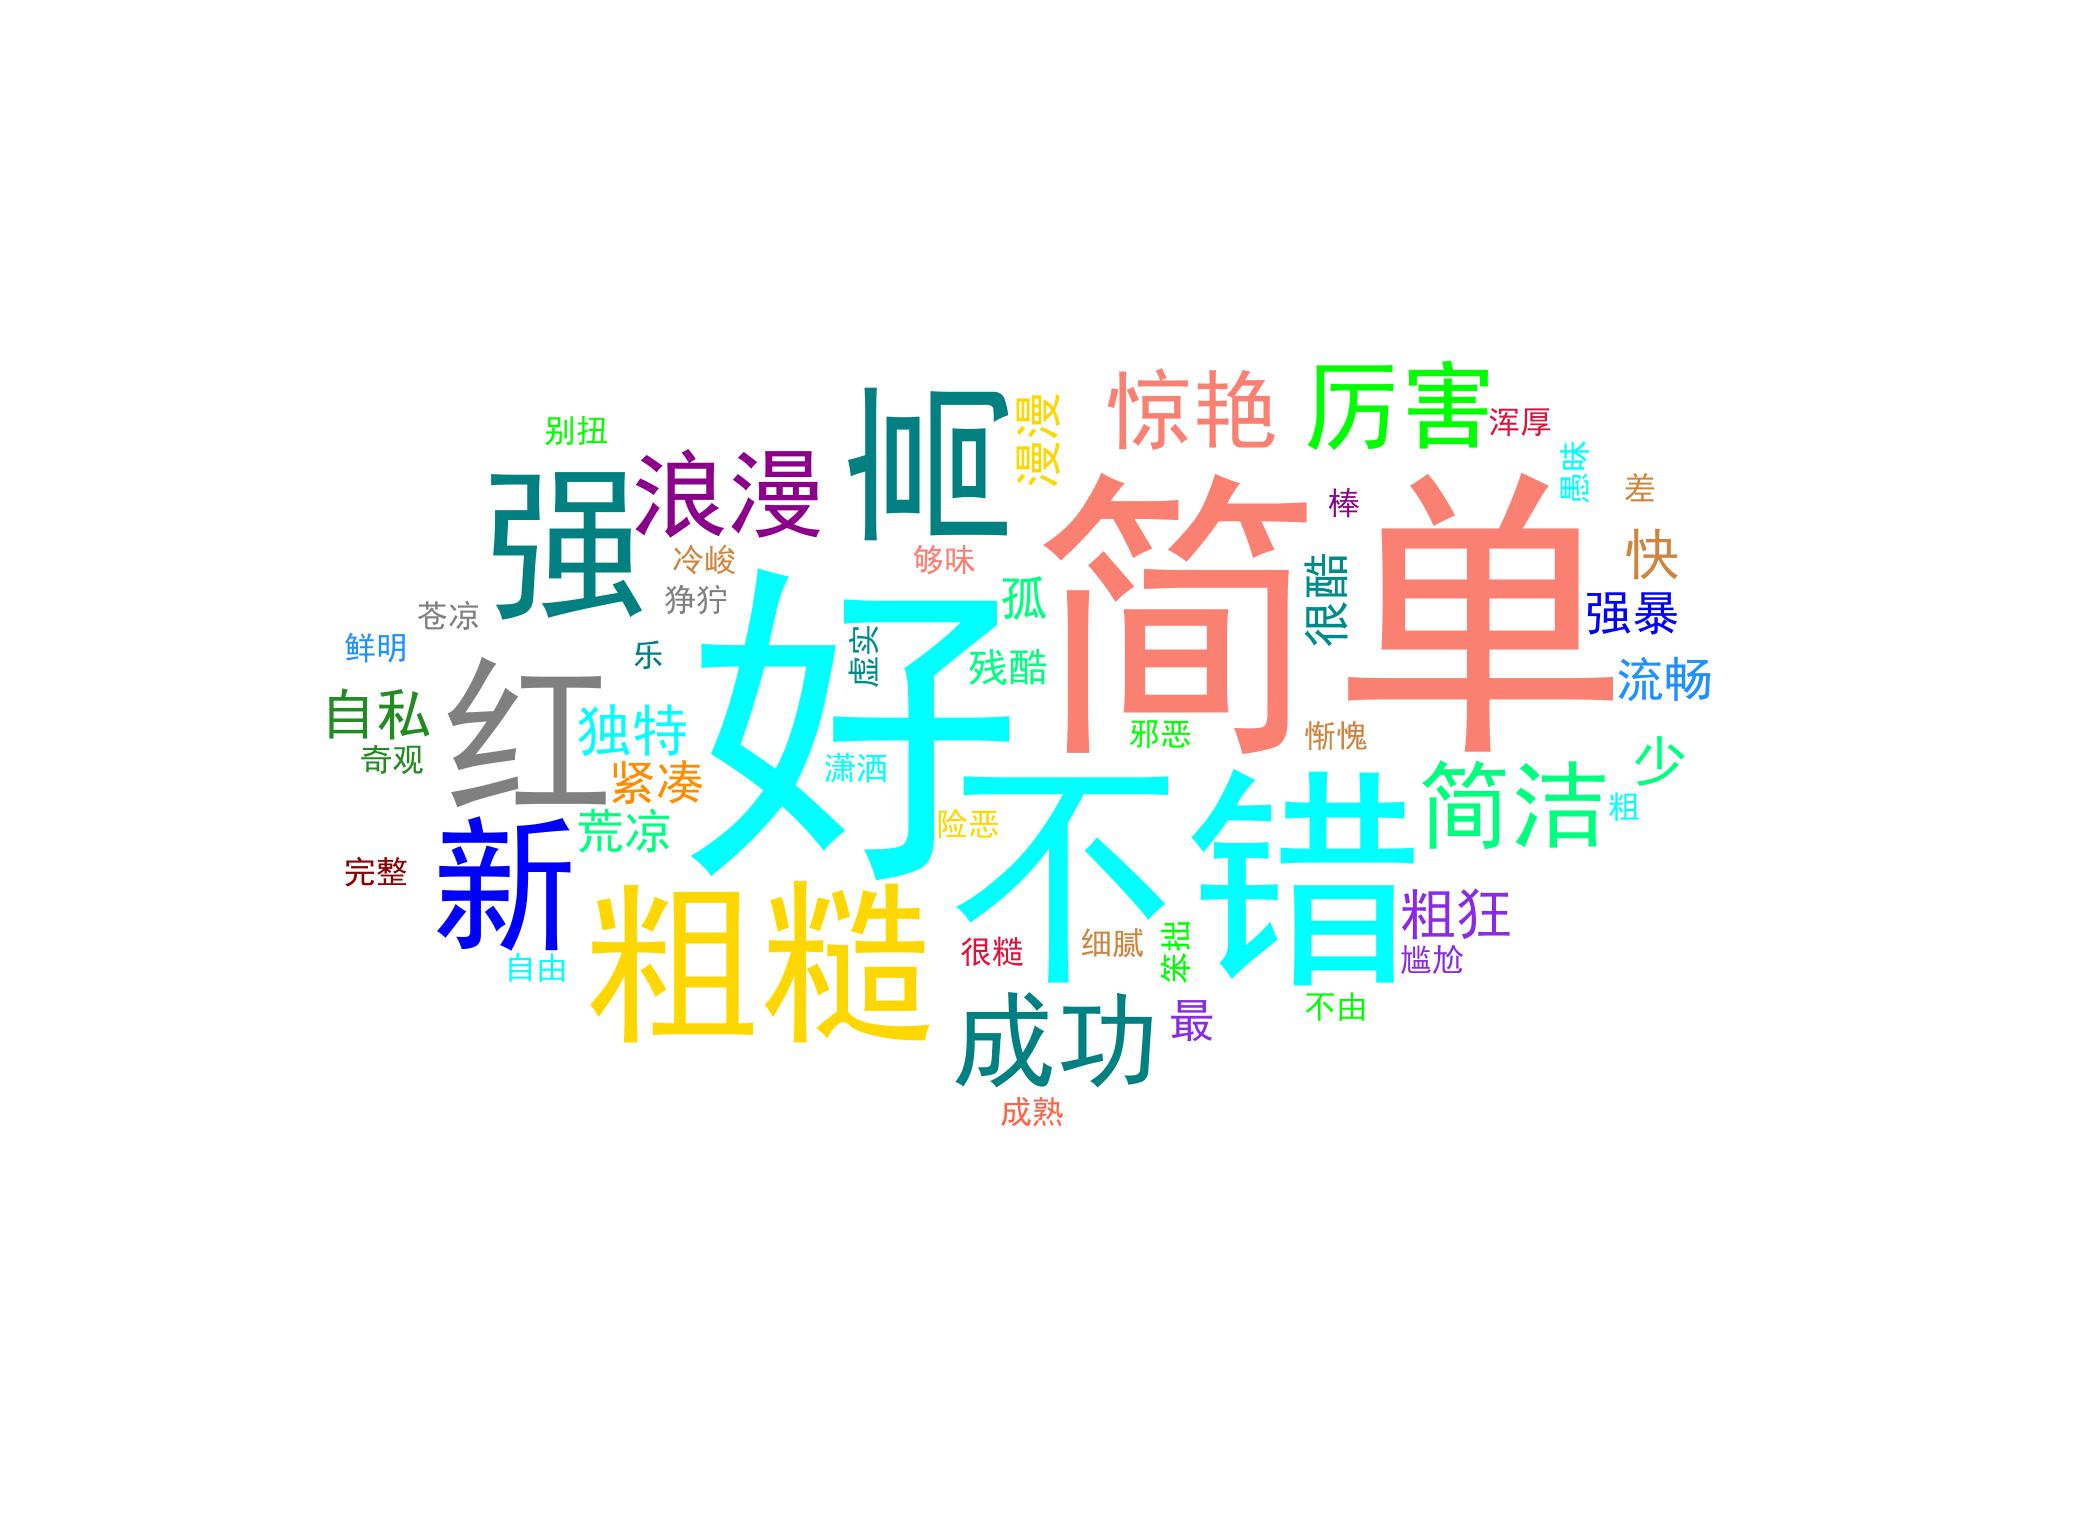 惊艳
厉害
高
漫漫
浑厚
别扭
浪漫
强
简单
愚昧
差
棒
冷峻
够味
快
很酷
狰狞
孤
强暴
苍凉
鲜明
乐
虚实
残酷
流畅
好
自私
红
独特
邪恶
惭愧
奇观
紧凑
潇洒
少
荒凉
险恶
不错
简洁
粗
完整
新
粗糙
粗狂
自由
很糙
细腻
笨拙
尴尬
不由
成功
最
成熟